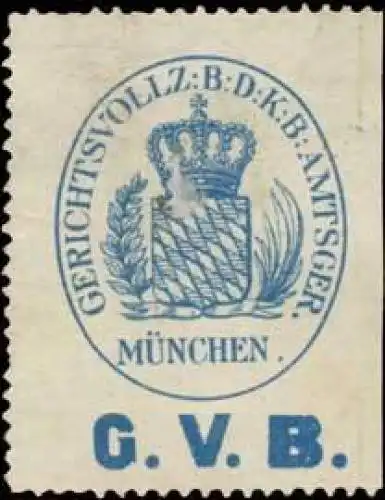 GERICHTSVOLLZ:B:D:K:B:AMTSGER.
MÜNCHEN.
G. V. B.